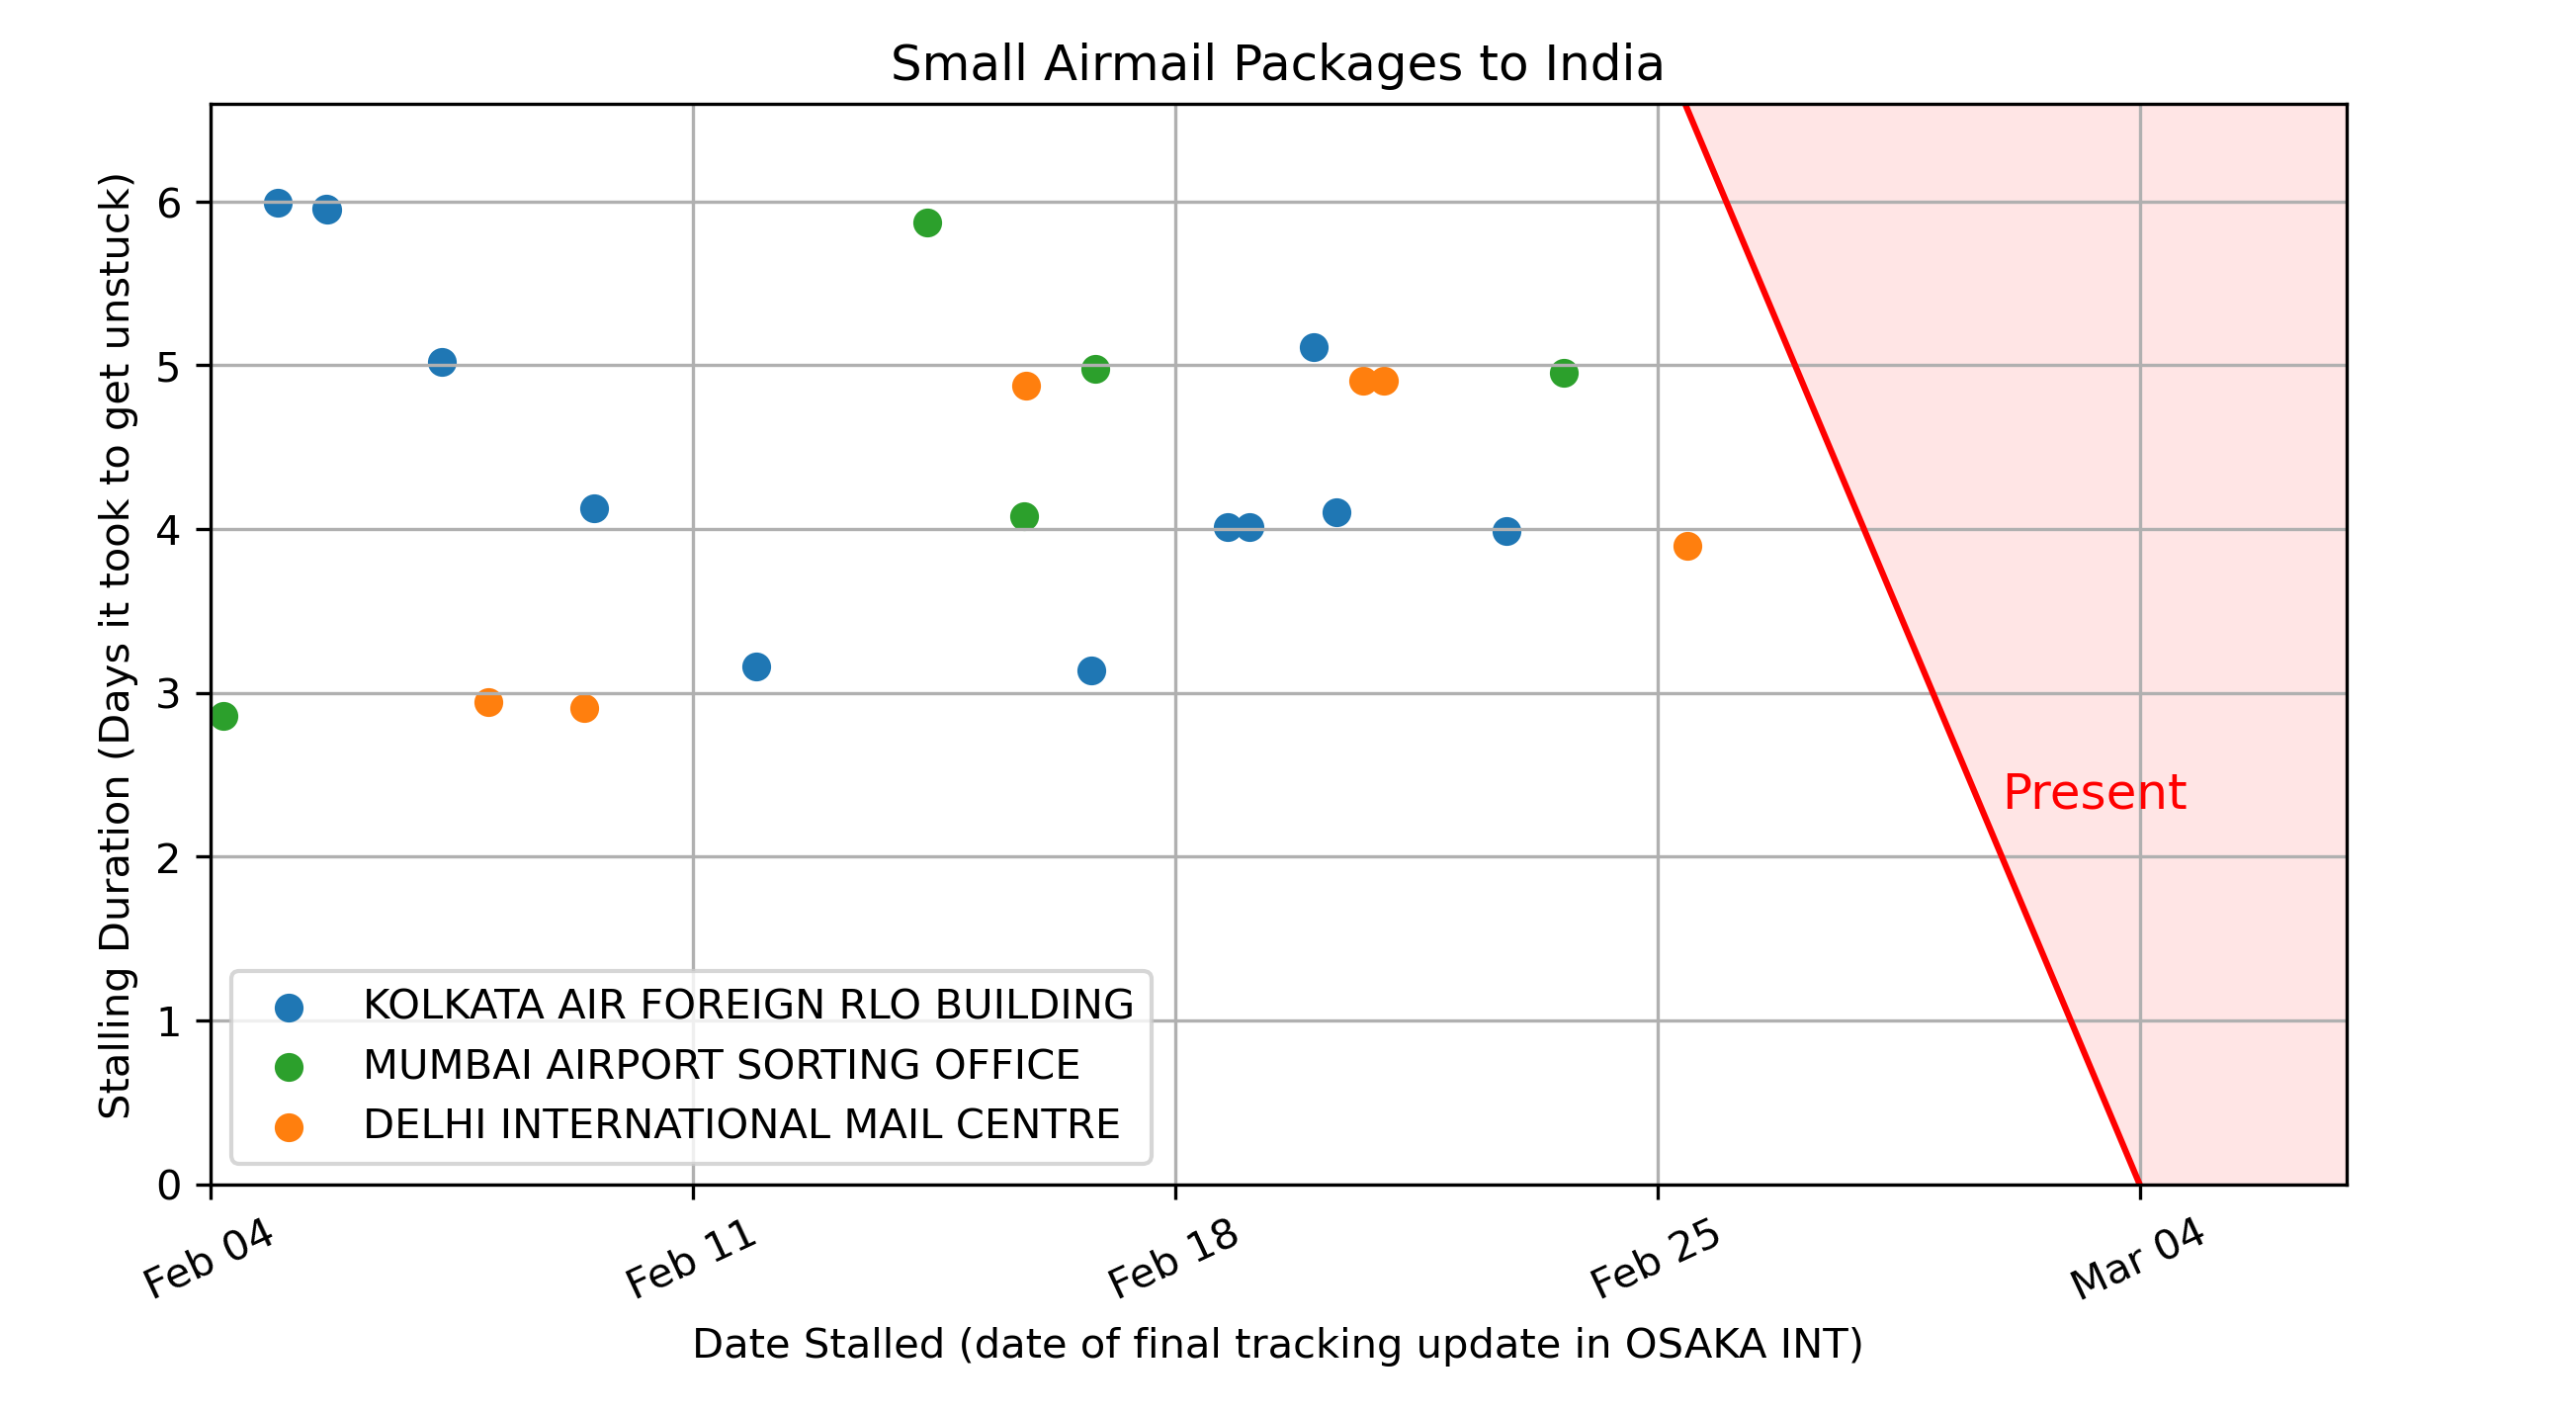 Small Airmail Packages to India
Stalling Duration (Days it took to get unstuck)
6
5
4
3
2
1
0
Present
KOLKATA AIR FOREIGN RLO BUILDING
MUMBAI AIRPORT SORTING OFFICE
DELHI INTERNATIONAL MAIL CENTRE
Feb 04
Feb 11
Feb 18
Feb 25
Mar 04
Date Stalled (date of final tracking update in OSAKA INT)